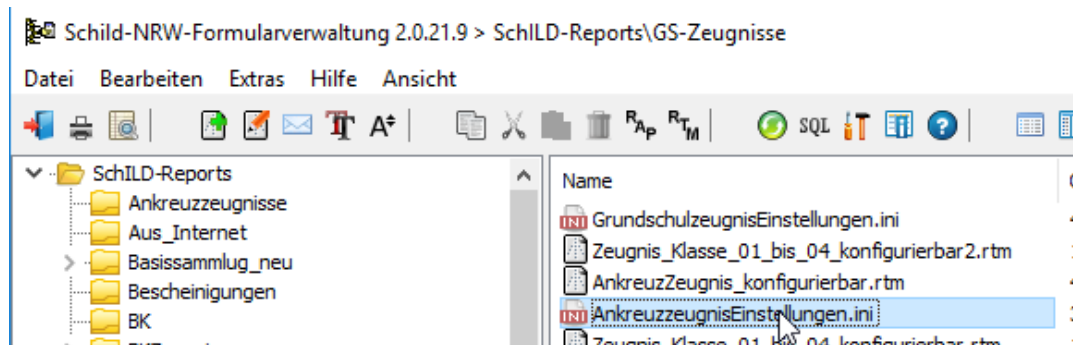 Schild-NRW-Formularverwaltung 2.0.21.9 > SchILD-Reports\GS-Zeugnisse
Datei Bearbeiten Extras Hilfe Ansicht
SQL
SchILD-Reports
Ankreuzzeugnisse
Aus_Internet
Basissammlug_neu
Bescheinigungen
BK
Name
GrundschulzeugnisEinstellungen.ini
Zeugnis_Klasse_01_bis_04_konfigurierbar2.rtm
AnkreuzZeugnis_konfigurierbar.rtm
AnkreuzzeugnisEinstellungen.ini